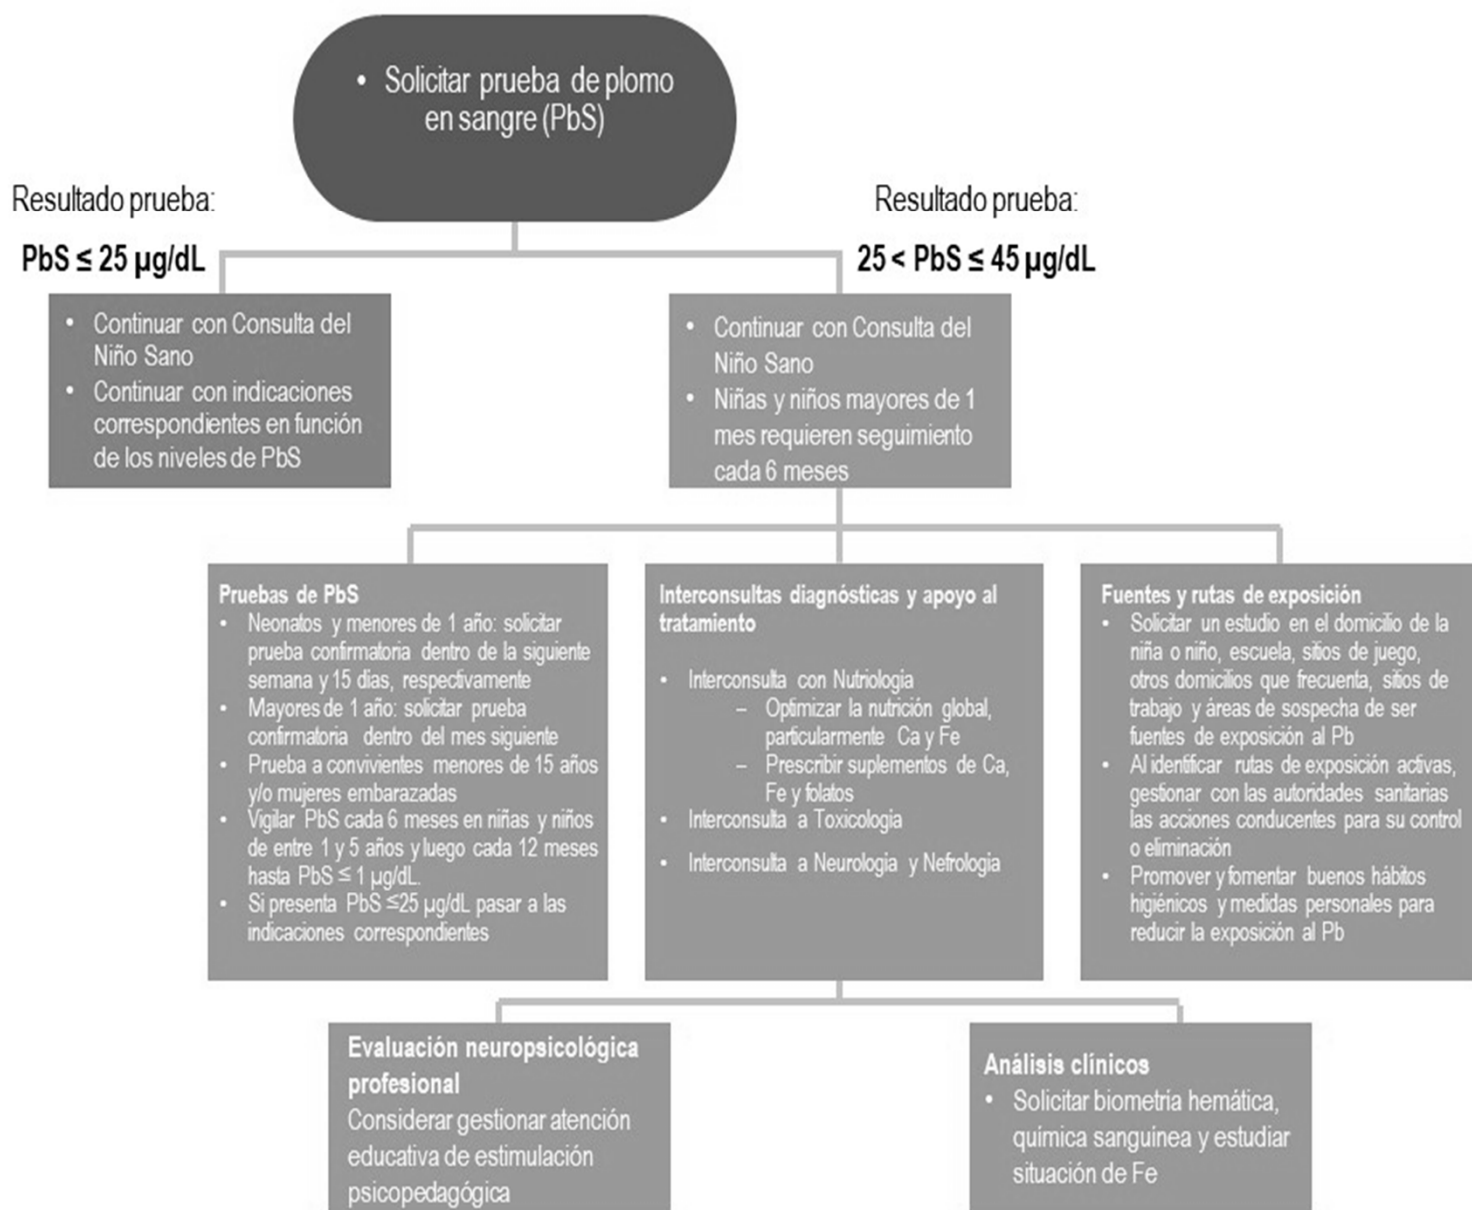 • Solicitar prueba de plomo
en sangre (PbS)
Resultado prueba:
PbS ≤ 25 µg/dL
Resultado prueba:
25 < PbS ≤ 45 µg/dL
• Continuar con Consulta del
Niño Sano
• Continuar con indicaciones
correspondientes en función
de los niveles de PbS
• Continuar con Consulta del
Niño Sano
• Niñas y niños mayores de 1
mes requieren seguimiento
cada 6 meses
Pruebas de PbS
• Neonatos y menores de 1 año: solicitar
prueba confirmatoria dentro de la siguiente
semana y 15 días, respectivamente
• Mayores de 1 año: solicitar prueba
confirmatoria dentro del mes siguiente
• Prueba a convivientes menores de 15 años
y/o mujeres embarazadas
• Vigilar PbS cada 6 meses en niñas y niños
de entre 1 y 5 años y luego cada 12 meses
hasta PbS ≤ 1 µg/dL.
• Si presenta PbS ≤25 µg/dL pasar a las
indicaciones correspondientes
Interconsultas diagnósticas y apoyo al
tratamiento
• Interconsulta con Nutriología
– Optimizar la nutrición global,
particularmente Ca y Fe
– Prescribir suplementos de Ca,
Fe y folatos
• Interconsulta a Toxicología
• Interconsulta a Neurología y Nefrología
Fuentes y rutas de exposición
• Solicitar un estudio en el domicilio de la
niña o niño, escuela, sitios de juego,
otros domicilios que frecuenta, sitios de
trabajo y áreas de sospecha de ser
fuentes de exposición al Pb
• Al identificar rutas de exposición activas,
gestionar con las autoridades sanitarias
las acciones conducentes para su control
o eliminación
• Promover y fomentar buenos hábitos
higiénicos y medidas personales para
reducir la exposición al Pb
Evaluación neuropsicológica
profesional
Considerar gestionar atención
educativa de estimulación
psicopedagógica
Análisis clínicos
• Solicitar biometría hemática,
química sanguínea y estudiar
situación de Fe